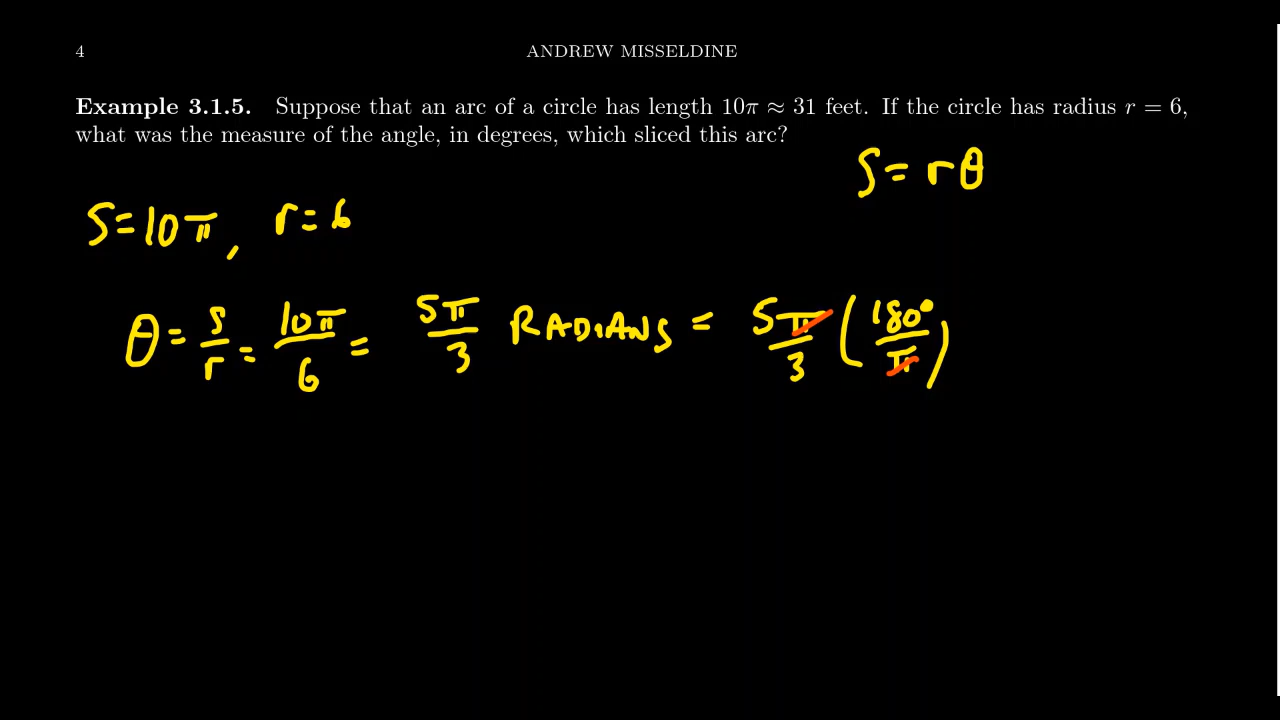 4 ANDREW MISSELDINE
Example 3.1.5. Suppose that an arc of a circle has length 10π ≈ 31 feet. If the circle has radius r = 6,
what was the measure of the angle, in degrees, which sliced this arc?
S = rθ
S = 10π, r = 6
θ = s/r = 10π/6 = 5π/3 RADIANS = 5π/3 (180°/π)